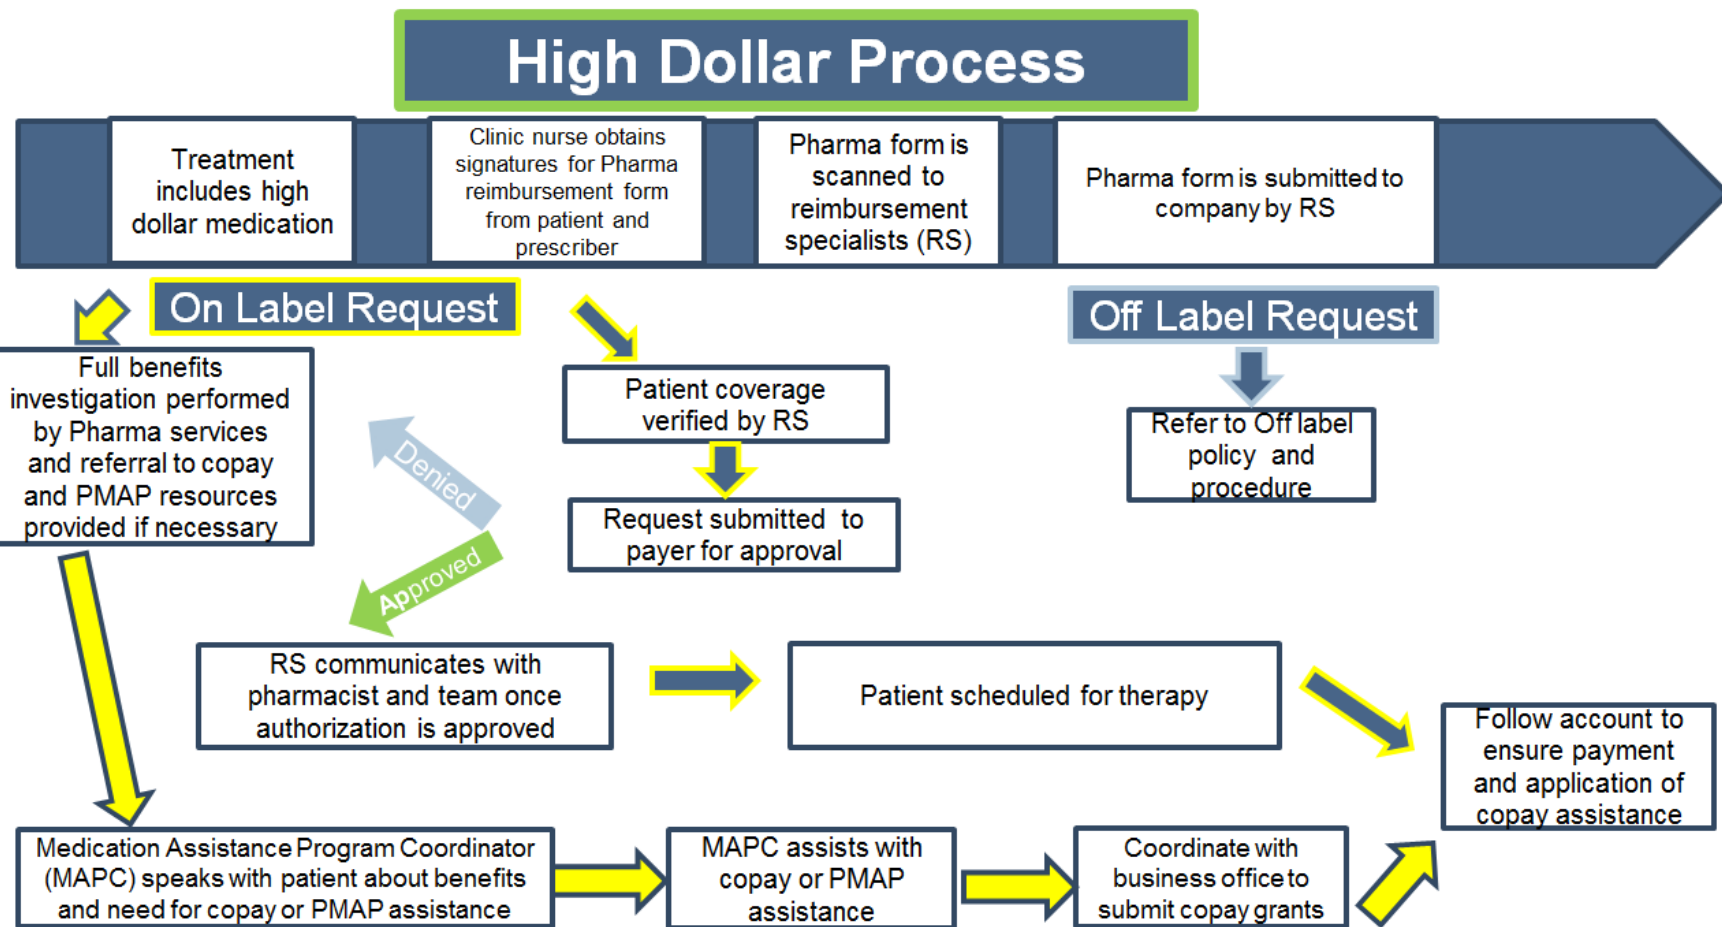 High Dollar Process
Treatment
includes high
dollar medication
Clinic nurse obtains
signatures for Pharma
reimbursement form
from patient and
prescriber
Pharma form is
scanned to
reimbursement
specialists (RS)
Pharma form is submitted to
company by RS
On Label Request
Off Label Request
Full benefits
investigation performed
by Pharma services
and referral to copay
and PMAP resources
provided if necessary
Patient coverage
verified by RS
Refer to Off label
policy and
procedure
Denied
Request submitted to
payer for approval
Approved
RS communicates with
pharmacist and team once
authorization is approved
Patient scheduled for therapy
Follow account to
ensure payment
and application of
copay assistance
Medication Assistance Program Coordinator
(MAPC) speaks with patient about benefits
and need for copay or PMAP assistance
MAPC assists with
copay or PMAP
assistance
Coordinate with
business office to
submit copay grants